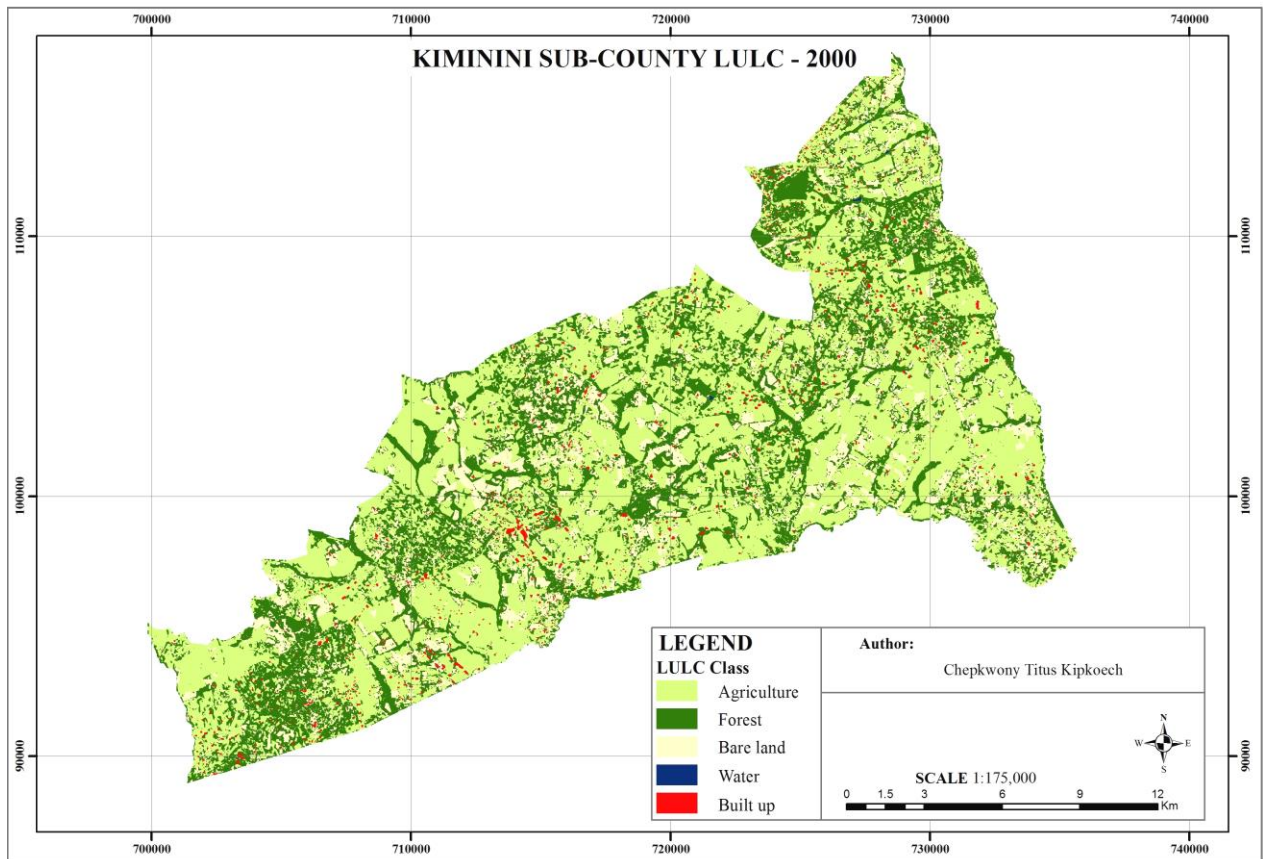 700000 710000 720000 730000 740000
KIMININI SUB-COUNTY LULC - 2000
110000 110000
100000 100000
90000 90000
LEGEND
LULC Class
Agriculture
Forest
Bare land
Water
Built up
Author:
Chepkwony Titus Kipkoech
N
W E
S
SCALE 1:175,000
0 1.5 3 6 9 12
Km
700000 710000 720000 730000 740000